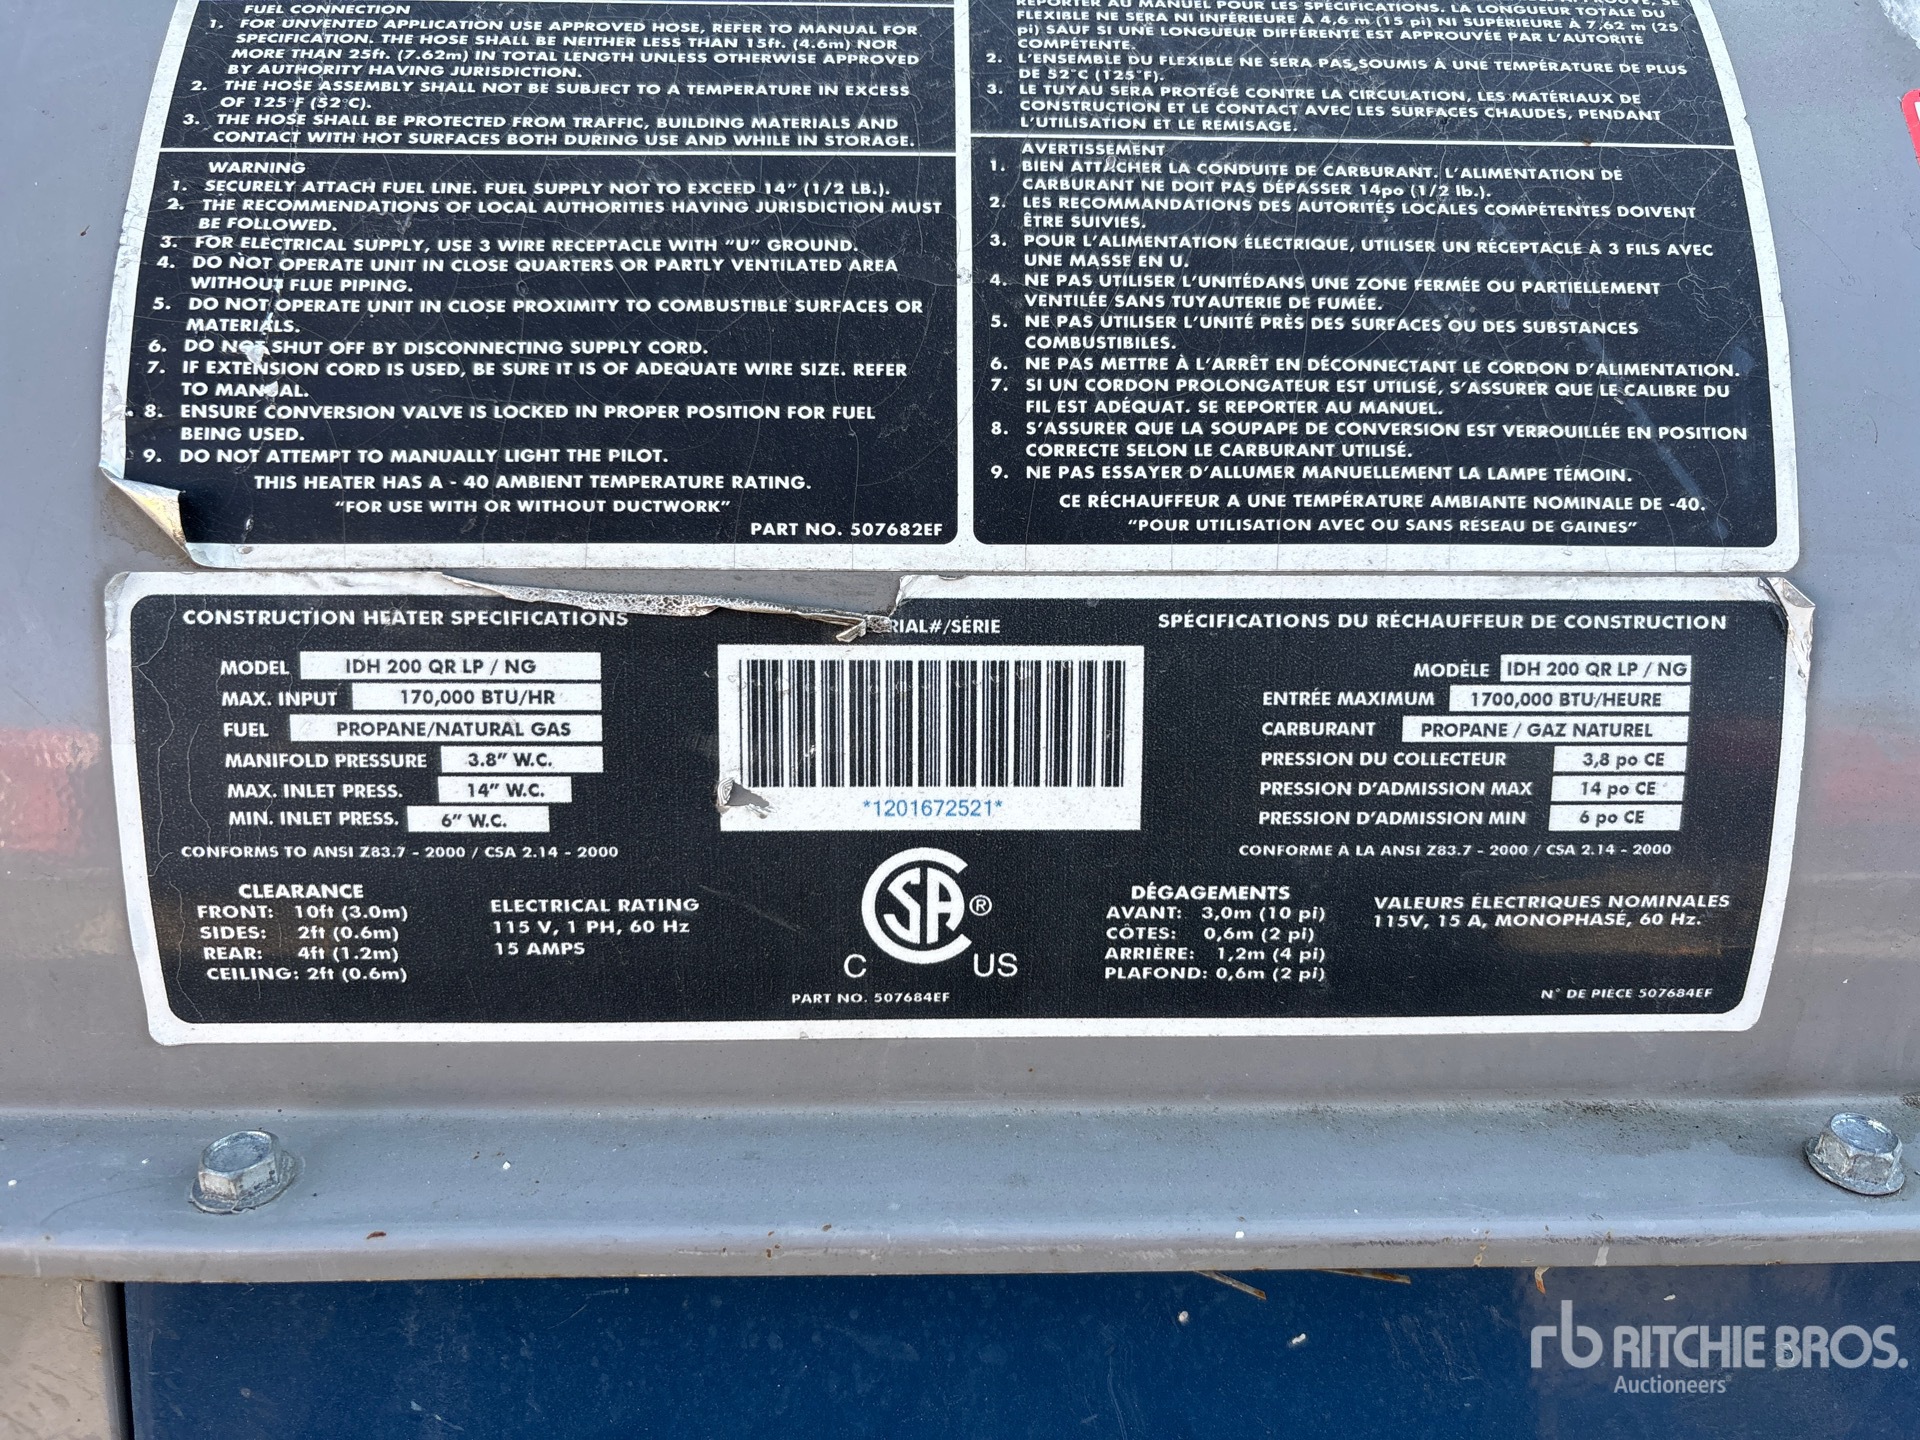 FUEL CONNECTION
1. FOR UNVENTED APPLICATION USE APPROVED HOSE, REFER TO MANUAL FOR
SPECIFICATION. THE HOSE SHALL BE NEITHER LESS THAN 15ft. (4.6m) NOR
MORE THAN 25ft. (7.62m) IN TOTAL LENGTH UNLESS OTHERWISE APPROVED
BY AUTHORITY HAVING JURISDICTION.
2. THE HOSE ASSEMBLY SHALL NOT BE SUBJECT TO A TEMPERATURE IN EXCESS
OF 125°F (52°C).
3. THE HOSE SHALL BE PROTECTED FROM TRAFFIC, BUILDING MATERIALS AND
CONTACT WITH HOT SURFACES BOTH DURING USE AND WHILE IN STORAGE.
WARNING
1. SECURELY ATTACH FUEL LINE. FUEL SUPPLY NOT TO EXCEED 14" (1/2 LB.).
2. THE RECOMMENDATIONS OF LOCAL AUTHORITIES HAVING JURISDICTION MUST
BE FOLLOWED.
3. FOR ELECTRICAL SUPPLY, USE 3 WIRE RECEPTACLE WITH "U" GROUND.
4. DO NOT OPERATE UNIT IN CLOSE QUARTERS OR PARTLY VENTILATED AREA
WITHOUT FLUE PIPING.
5. DO NOT OPERATE UNIT IN CLOSE PROXIMITY TO COMBUSTIBLE SURFACES OR
MATERIALS.
6. DO NOT SHUT OFF BY DISCONNECTING SUPPLY CORD.
7. IF EXTENSION CORD IS USED, BE SURE IT IS OF ADEQUATE WIRE SIZE. REFER
TO MANUAL.
8. ENSURE CONVERSION VALVE IS LOCKED IN PROPER POSITION FOR FUEL
BEING USED.
9. DO NOT ATTEMPT TO MANUALLY LIGHT THE PILOT.
THIS HEATER HAS A - 40 AMBIENT TEMPERATURE RATING.
"FOR USE WITH OR WITHOUT DUCTWORK"
PART NO. 507682EF
REPORTER AU MANUEL POUR LES SPÉCIFICATIONS. LA LONGUEUR TOTALE DU
FLEXIBLE NE SERA NI INFÉRIEURE À 4,6 m (15 pi) NI SUPÉRIEURE À 7,62 m (25
pi) SAUF SI UNE LONGUEUR DIFFÉRENTE EST APPROUVÉE PAR L'AUTORITÉ
COMPÉTENTE.
2. L'ENSEMBLE DU FLEXIBLE NE SERA PAS SOUMIS À UNE TEMPÉRATURE DE PLUS
DE 52°C (125°F).
3. LE TUYAU SERA PROTÉGÉ CONTRE LA CIRCULATION, LES MATÉRIAUX DE
CONSTRUCTION ET LE CONTACT AVEC LES SURFACES CHAUDES, PENDANT
L'UTILISATION ET LE REMISAGE.
AVERTISSEMENT
1. BIEN ATTACHER LA CONDUITE DE CARBURANT. L'ALIMENTATION DE
CARBURANT NE DOIT PAS DÉPASSER 14po (1/2 lb.).
2. LES RECOMMANDATIONS DES AUTORITÉS LOCALES COMPÉTENTES DOIVENT
ÊTRE SUIVIES.
3. POUR L'ALIMENTATION ÉLECTRIQUE, UTILISER UN RÉCEPTACLE À 3 FILS AVEC
UNE MASSE EN U.
4. NE PAS UTILISER L'UNITÉDANS UNE ZONE FERMÉE OU PARTIELLEMENT
VENTILÉE SANS TUYAUTERIE DE FUMÉE.
5. NE PAS UTILISER L'UNITÉ PRÈS DES SURFACES OU DES SUBSTANCES
COMBUSTIBILES.
6. NE PAS METTRE À L'ARRÊT EN DÉCONNECTANT LE CORDON D'ALIMENTATION.
7. SI UN CORDON PROLONGATEUR EST UTILISÉ, S'ASSURER QUE LE CALIBRE DU
FIL EST ADÉQUAT. SE REPORTER AU MANUEL.
8. S'ASSURER QUE LA SOUPAPE DE CONVERSION EST VERROUILLÉE EN POSITION
CORRECTE SELON LE CARBURANT UTILISÉ.
9. NE PAS ESSAYER D'ALLUMER MANUELLEMENT LA LAMPE TÉMOIN.
CE RÉCHAUFFEUR A UNE TEMPÉRATURE AMBIANTE NOMINALE DE -40.
"POUR UTILISATION AVEC OU SANS RÉSEAU DE GAINES"
CONSTRUCTION HEATER SPECIFICATIONS
MODEL IDH 200 QR LP / NG
MAX. INPUT 170,000 BTU/HR
FUEL PROPANE/NATURAL GAS
MANIFOLD PRESSURE 3.8" W.C.
MAX. INLET PRESS. 14" W.C.
MIN. INLET PRESS. 6" W.C.
CONFORMS TO ANSI Z83.7 - 2000 / CSA 2.14 - 2000
CLEARANCE
FRONT: 10ft (3.0m)
SIDES: 2ft (0.6m)
REAR: 4ft (1.2m)
CEILING: 2ft (0.6m)
ELECTRICAL RATING
115 V, 1 PH, 60 Hz
15 AMPS
RIAL#/SÉRIE
*1201672521*
CSA ®
C US
PART NO. 507684EF
SPÉCIFICATIONS DU RÉCHAUFFEUR DE CONSTRUCTION
MODÈLE IDH 200 QR LP / NG
ENTRÉE MAXIMUM 1700,000 BTU/HEURE
CARBURANT PROPANE / GAZ NATUREL
PRESSION DU COLLECTEUR 3,8 po CE
PRESSION D'ADMISSION MAX 14 po CE
PRESSION D'ADMISSION MIN 6 po CE
CONFORME À LA ANSI Z83.7 - 2000 / CSA 2.14 - 2000
DÉGAGEMENTS
AVANT: 3,0m (10 pi)
CÔTES: 0,6m (2 pi)
ARRIÈRE: 1,2m (4 pi)
PLAFOND: 0,6m (2 pi)
VALEURS ÉLECTRIQUES NOMINALES
115V, 15 A, MONOPHASÉ, 60 Hz.
N° DE PIÈCE 507684EF
rb RITCHIE BROS.
Auctioneers